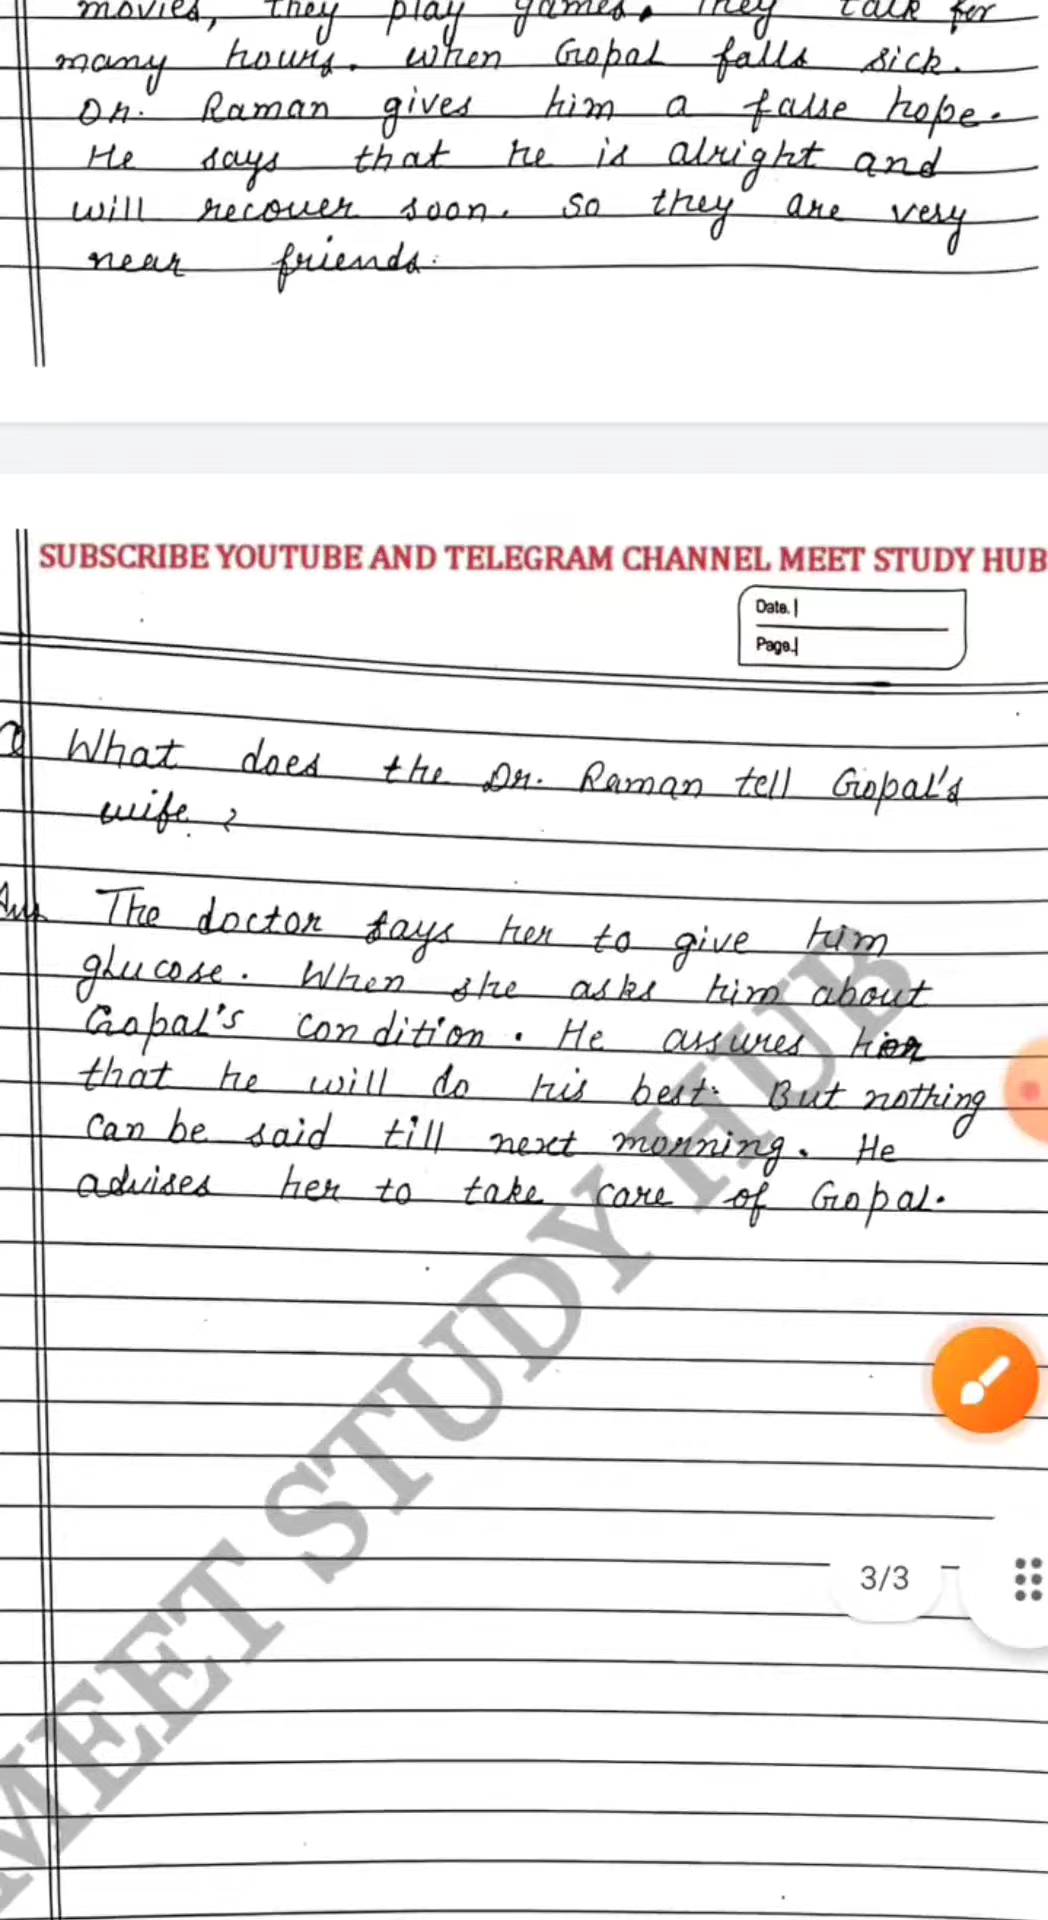 movies, they play games. They talk for
many hours. when Gopal falls sick.
Dr. Raman gives him a false hope.
He says that he is alright and
will recover soon. So they are very
near friends.
SUBSCRIBE YOUTUBE AND TELEGRAM CHANNEL MEET STUDY HUB
Date.
Page.
Q What does the Dr. Raman tell Gopal's
wife ?
Ans The doctor says her to give him
glucose. When she asks him about
Gopal's condition. He assures her
that he will do his best. But nothing
can be said till next morning. He
advises her to take care of Gopal.
MEET STUDY HUB
3/3